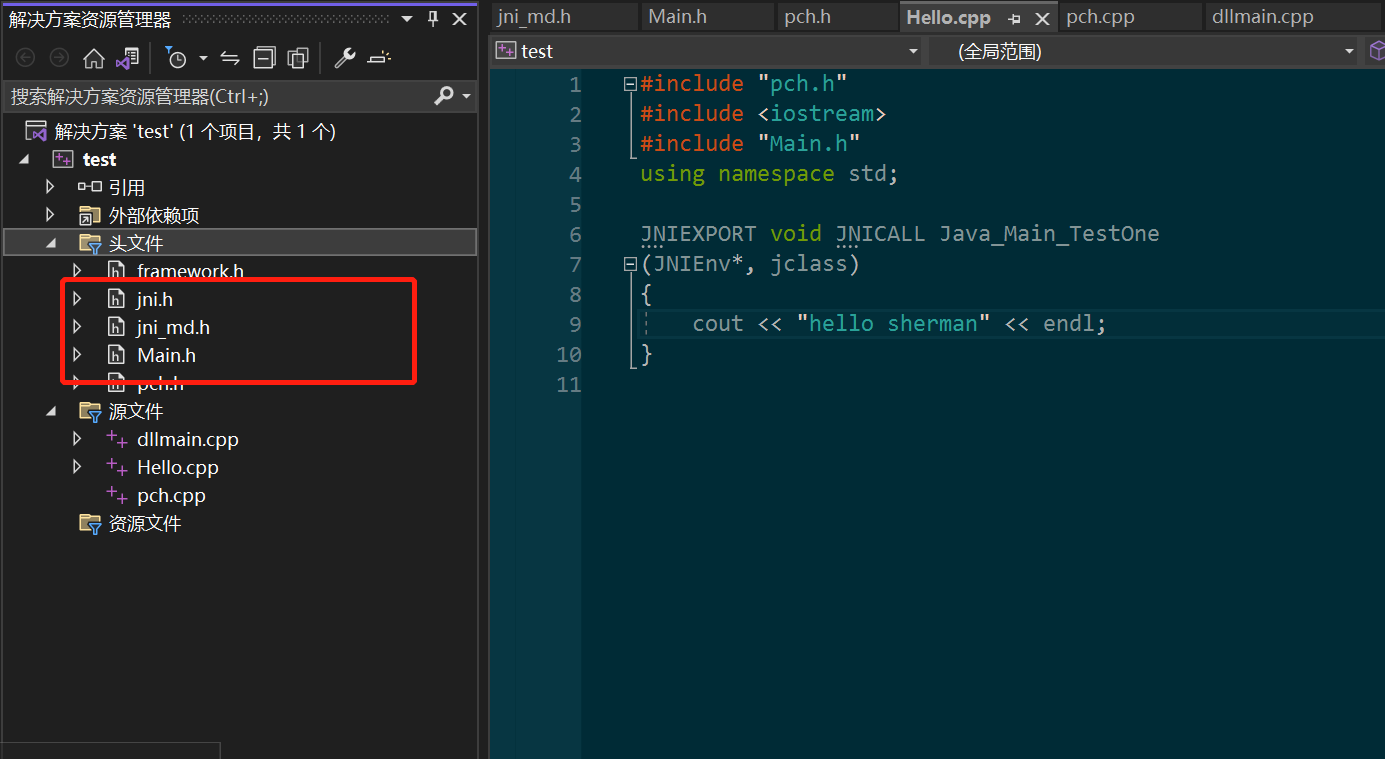 解决方案资源管理器
搜索解决方案资源管理器(Ctrl+;)
解决方案 'test' (1 个项目，共 1 个)
test
引用
外部依赖项
头文件
framework.h
jni.h
jni_md.h
Main.h
pch.h
源文件
dllmain.cpp
Hello.cpp
pch.cpp
资源文件
jni_md.h Main.h pch.h Hello.cpp pch.cpp dllmain.cpp
test (全局范围)
1 #include "pch.h"
2 #include <iostream>
3 #include "Main.h"
4 using namespace std;
5
6 JNIEXPORT void JNICALL Java_Main_TestOne
7 (JNIEnv*, jclass)
8 {
9 cout << "hello sherman" << endl;
10 }
11